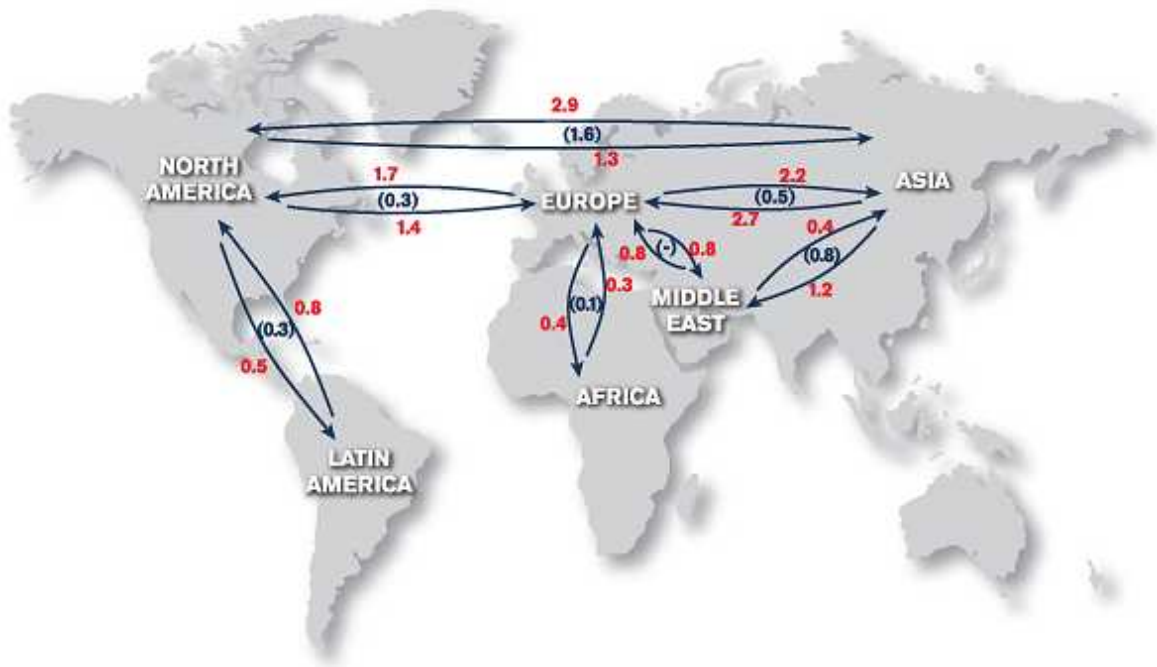 2.9
(1.6)
1.3
NORTH
AMERICA
1.7
(0.3)
1.4
EUROPE
2.2
(0.5)
2.7
ASIA
0.4
(0.8)
1.2
0.8
(-)
0.8
MIDDLE
EAST
0.3
(0.1)
0.4
AFRICA
0.8
(0.3)
0.5
LATIN
AMERICA